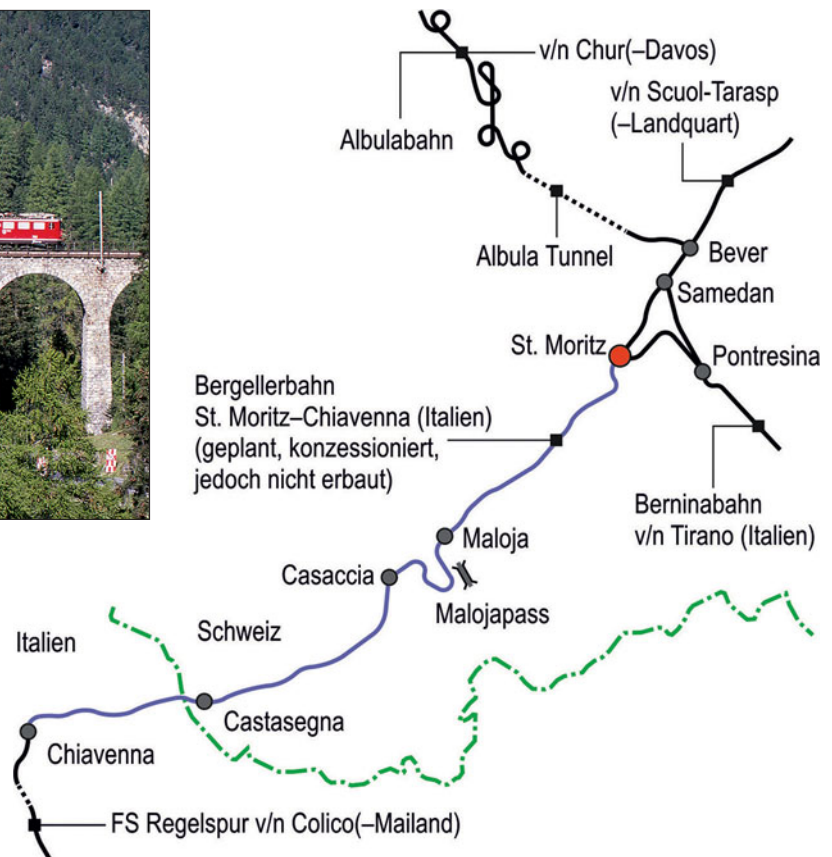 v/n Chur(–Davos)
v/n Scuol-Tarasp
(–Landquart)
Albulabahn
Albula Tunnel
Bever
Samedan
St. Moritz
Pontresina
Bergellerbahn
St. Moritz–Chiavenna (Italien)
(geplant, konzessioniert,
jedoch nicht erbaut)
Berninabahn
v/n Tirano (Italien)
Maloja
Casaccia
Malojapass
Schweiz
Italien
Castasegna
Chiavenna
FS Regelspur v/n Colico(–Mailand)